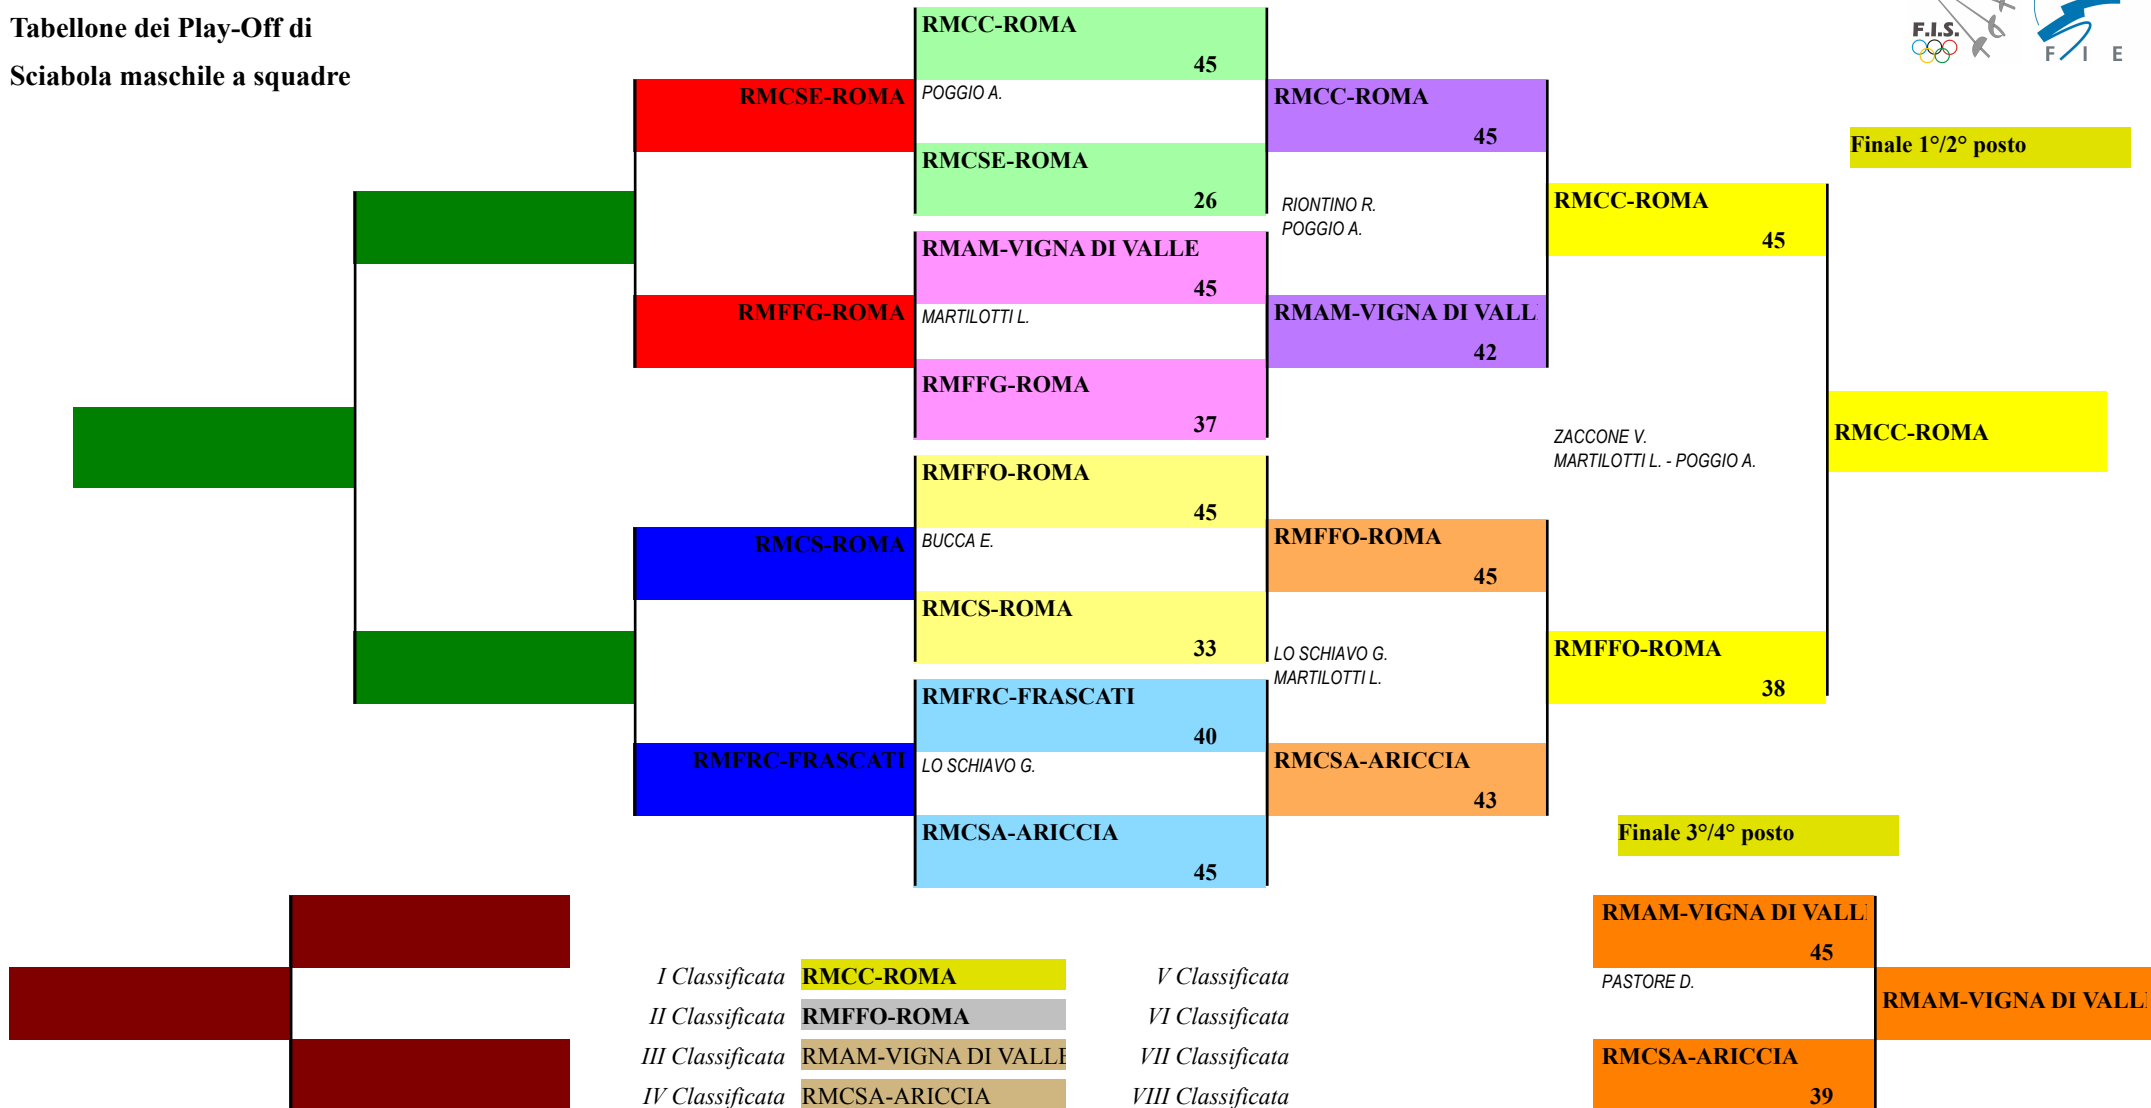 Tabellone dei Play-Off di
Sciabola maschile a squadre
F.I.S.
F I E
RMCC-ROMA
45
POGGIO A.
RMCSE-ROMA
26
RMAM-VIGNA DI VALLE
45
MARTILOTTI L.
RMFFG-ROMA
37
RMFFO-ROMA
45
BUCCA E.
RMCS-ROMA
33
RMFRC-FRASCATI
40
LO SCHIAVO G.
RMCSA-ARICCIA
45
RMCSE-ROMA
RMFFG-ROMA
RMCS-ROMA
RMFRC-FRASCATI
RMCC-ROMA
45
RIONTINO R.
POGGIO A.
RMAM-VIGNA DI VALL
42
RMFFO-ROMA
45
LO SCHIAVO G.
MARTILOTTI L.
RMCSA-ARICCIA
43
Finale 1°/2° posto
RMCC-ROMA
45
ZACCONE V.
MARTILOTTI L. - POGGIO A.
RMFFO-ROMA
38
RMCC-ROMA
Finale 3°/4° posto
RMAM-VIGNA DI VALL
45
PASTORE D.
RMCSA-ARICCIA
39
RMAM-VIGNA DI VALL
I Classificata RMCC-ROMA
II Classificata RMFFO-ROMA
III Classificata RMAM-VIGNA DI VALLE
IV Classificata RMCSA-ARICCIA
V Classificata
VI Classificata
VII Classificata
VIII Classificata